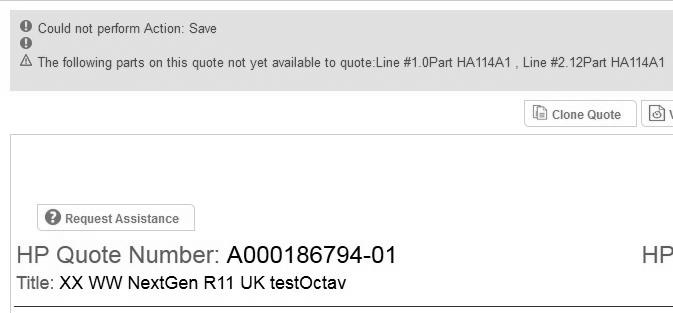 Could not perform Action: Save
The following parts on this quote not yet available to quote:Line #1.0Part HA114A1 , Line #2.12Part HA114A1
Clone Quote
Request Assistance
HP Quote Number: A000186794-01
HP
Title: XX WW NextGen R11 UK testOctav